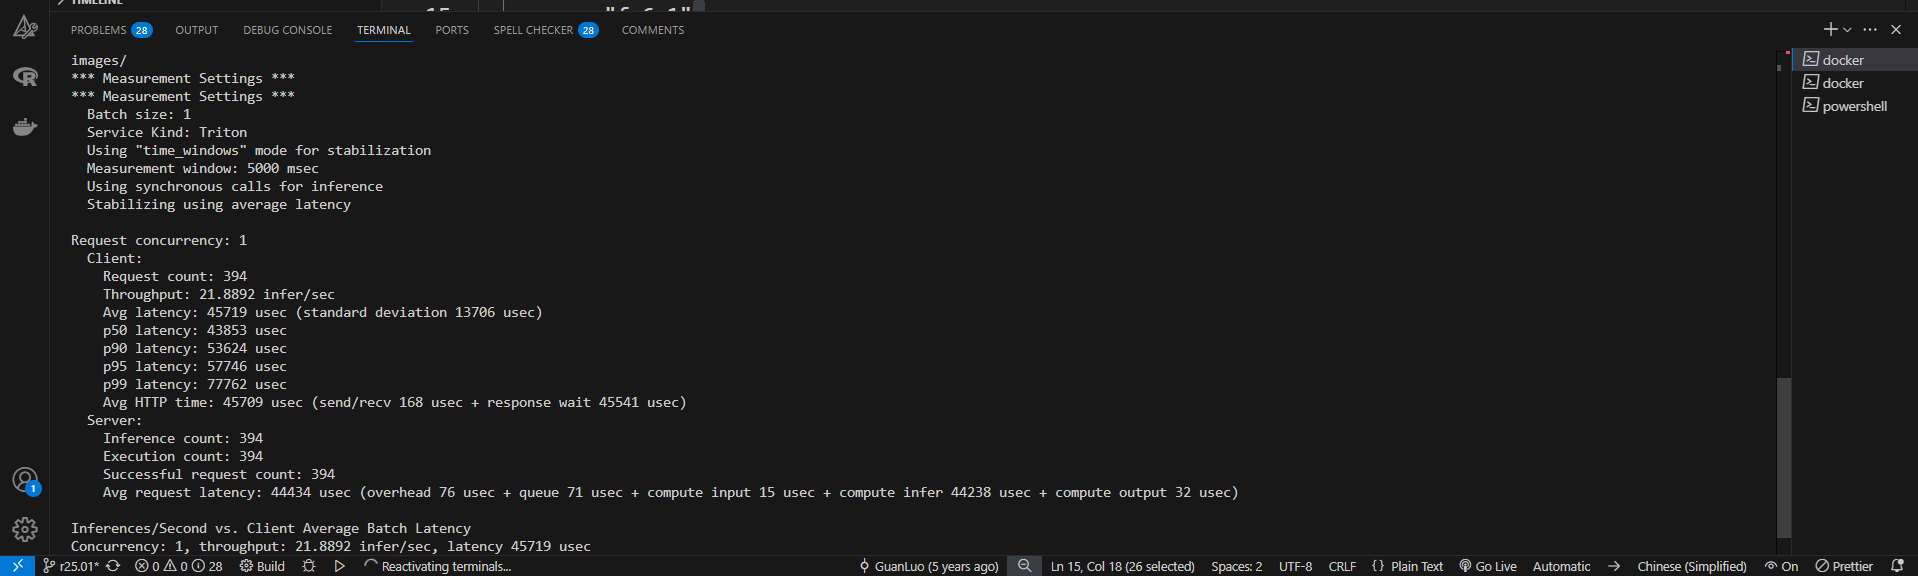 TIMELINE
PROBLEMS 28 OUTPUT DEBUG CONSOLE TERMINAL PORTS SPELL CHECKER 28 COMMENTS
images/
*** Measurement Settings ***
*** Measurement Settings ***
Batch size: 1
Service Kind: Triton
Using "time_windows" mode for stabilization
Measurement window: 5000 msec
Using synchronous calls for inference
Stabilizing using average latency
Request concurrency: 1
Client:
Request count: 394
Throughput: 21.8892 infer/sec
Avg latency: 45719 usec (standard deviation 13706 usec)
p50 latency: 43853 usec
p90 latency: 53624 usec
p95 latency: 57746 usec
p99 latency: 77762 usec
Avg HTTP time: 45709 usec (send/recv 168 usec + response wait 45541 usec)
Server:
Inference count: 394
Execution count: 394
Successful request count: 394
Avg request latency: 44434 usec (overhead 76 usec + queue 71 usec + compute input 15 usec + compute infer 44238 usec + compute output 32 usec)
Inferences/Second vs. Client Average Batch Latency
Concurrency: 1, throughput: 21.8892 infer/sec, latency 45719 usec
docker
docker
powershell
1
r25.01* 0 0 28 Build Reactivating terminals... GuanLuo (5 years ago) Ln 15, Col 18 (26 selected) Spaces: 2 UTF-8 CRLF {} Plain Text Go Live Automatic Chinese (Simplified) On Prettier